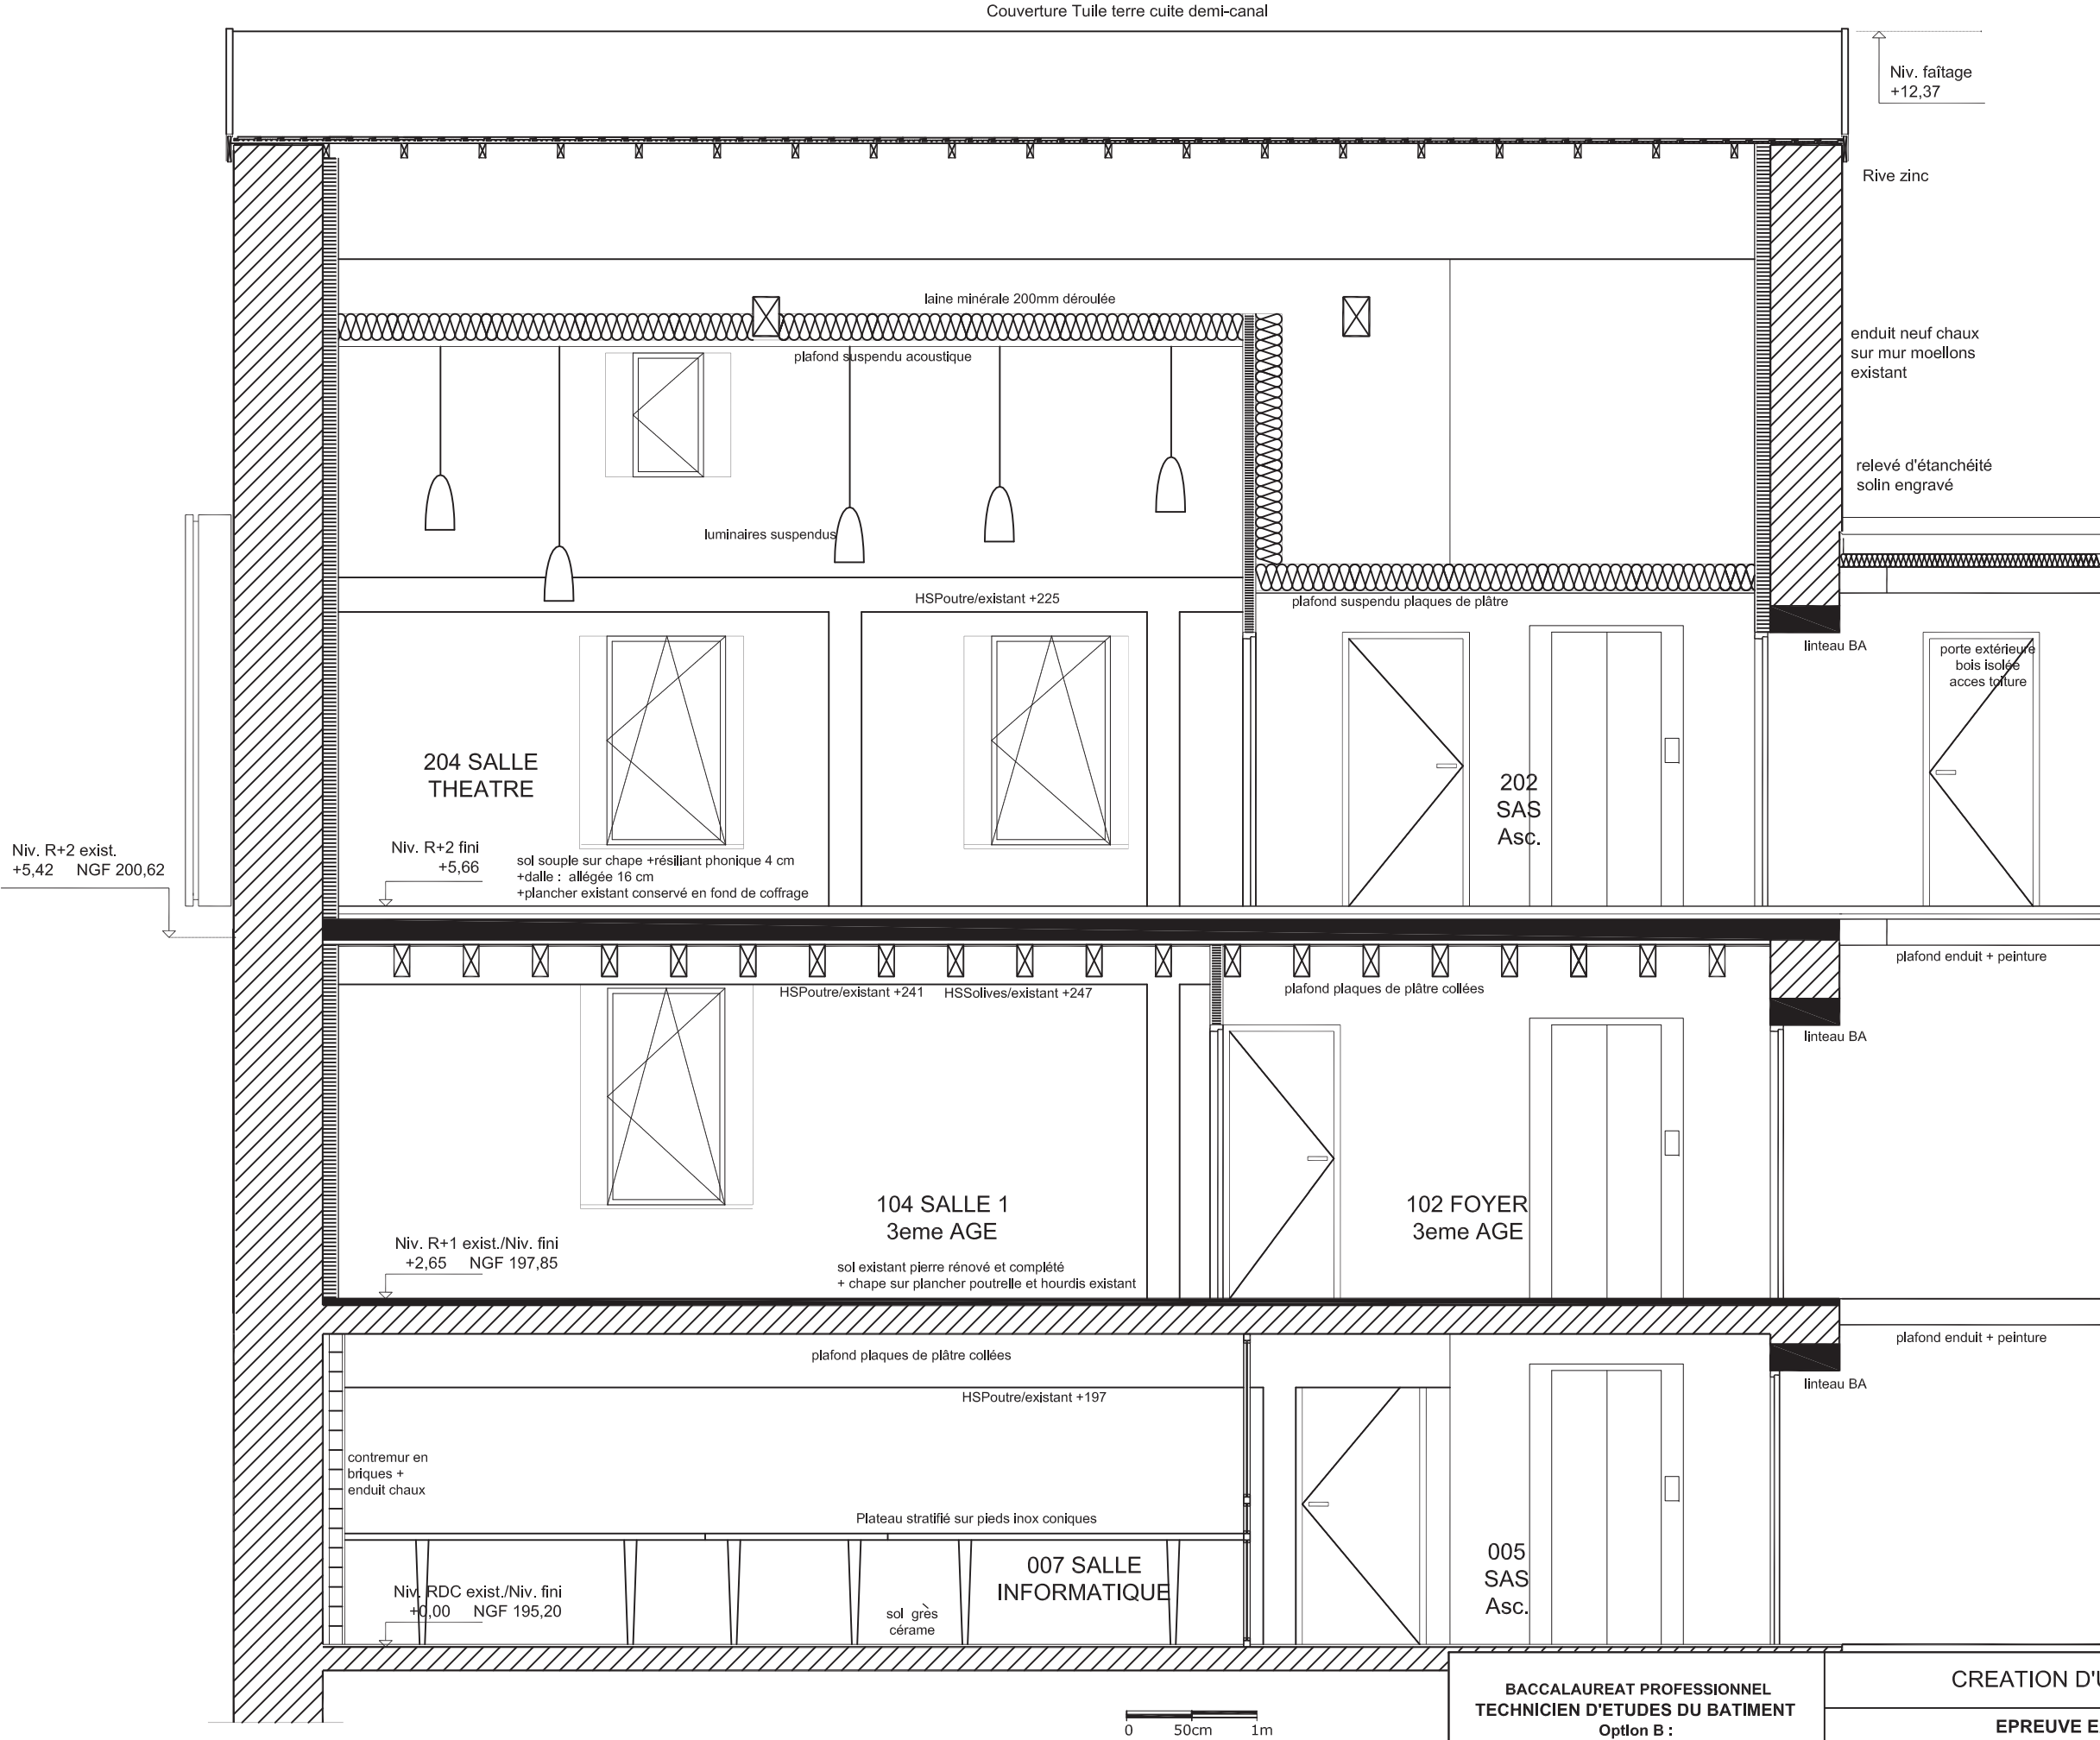 Couverture Tuile terre cuite demi-canal
Niv. faîtage
+12,37
Rive zinc
laine minérale 200mm déroulée
plafond suspendu acoustique
enduit neuf chaux
sur mur moellons
existant
relevé d'étanchéité
solin engravé
luminaires suspendus
HSPoutre/existant +225
plafond suspendu plaques de plâtre
linteau BA
porte extérieure
bois isolée
acces toiture
204 SALLE
THEATRE
202
SAS
Asc.
Niv. R+2 exist.
+5,42 NGF 200,62
Niv. R+2 fini
+5,66
sol souple sur chape +résiliant phonique 4 cm
+dalle : allégée 16 cm
+plancher existant conservé en fond de coffrage
plafond enduit + peinture
HSPoutre/existant +241
HSSolives/existant +247
plafond plaques de plâtre collées
linteau BA
104 SALLE 1
3eme AGE
102 FOYER
3eme AGE
Niv. R+1 exist./Niv. fini
+2,65 NGF 197,85
sol existant pierre rénové et complété
+ chape sur plancher poutrelle et hourdis existant
plafond enduit + peinture
plafond plaques de plâtre collées
linteau BA
HSPoutre/existant +197
contremur en
briques +
enduit chaux
Plateau stratifié sur pieds inox coniques
007 SALLE
INFORMATIQUE
005
SAS
Asc.
Niv. RDC exist./Niv. fini
+0,00 NGF 195,20
sol grès
cérame
0 50cm 1m
BACCALAUREAT PROFESSIONNEL
TECHNICIEN D'ETUDES DU BATIMENT
Option B :
CREATION D'U
EPREUVE E